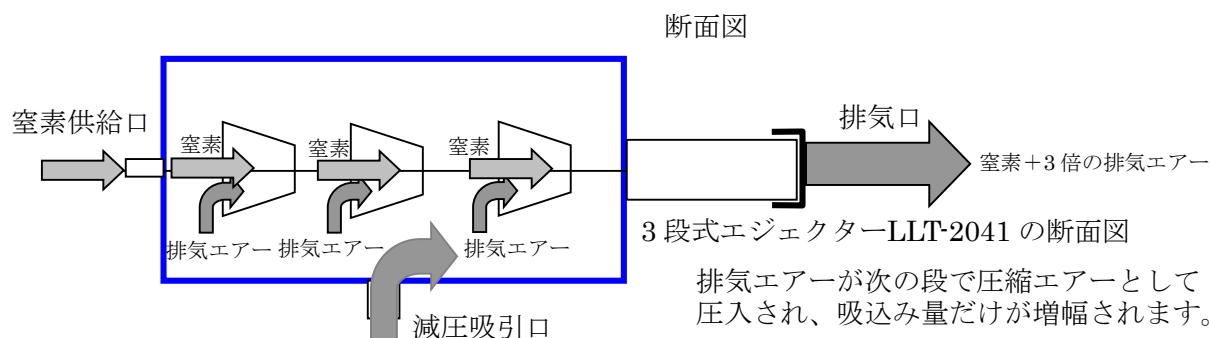 断面図
窒素供給口
窒素
窒素
窒素
排気口
窒素＋3倍の排気エアー
排気エアー
排気エアー
排気エアー
3段式エジェクターLLT-2041の断面図
減圧吸引口
排気エアーが次の段で圧縮エアーとして
圧入され、吸込み量だけが増幅されます。